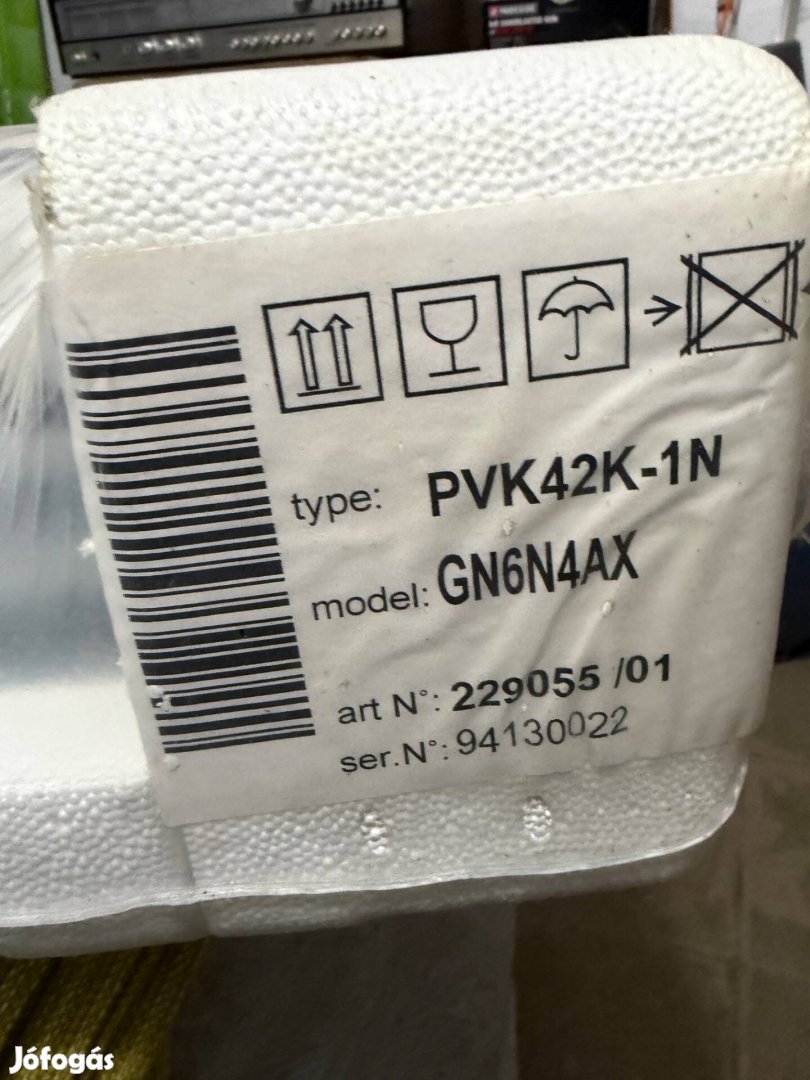 type: PVK42K-1N
model: GN6N4AX
art N°: 229055 /01
ser.N°: 94130022
Jófogás